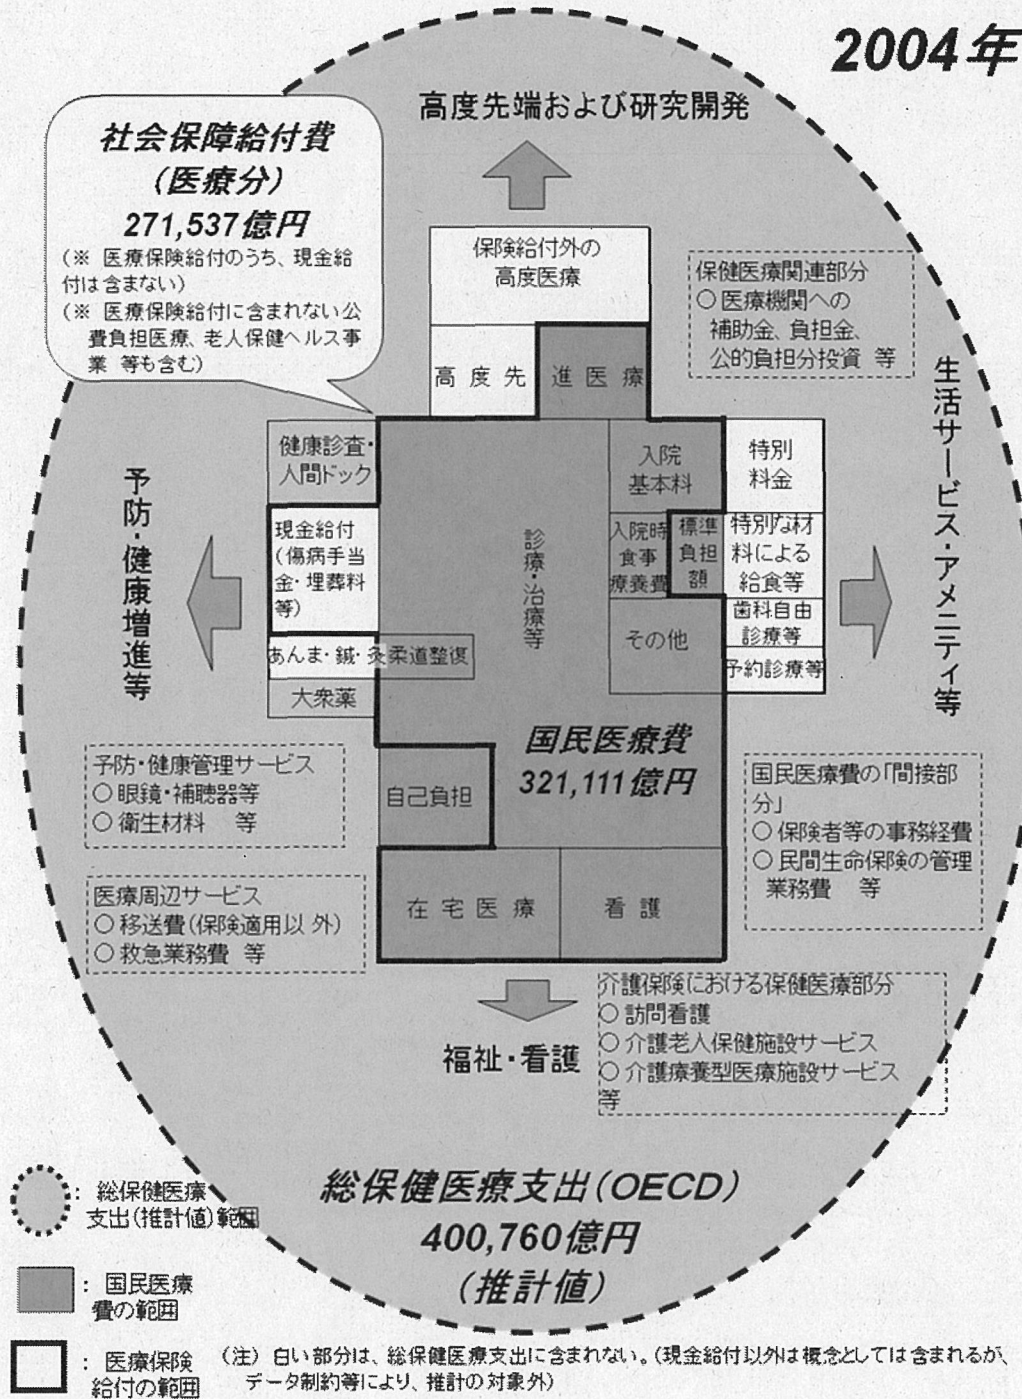 2004年
高度先端および研究開発
社会保障給付費
(医療分)
271,537億円
(※ 医療保険給付のうち、現金給
付は含まない)
(※ 医療保険給付に含まれない公
費負担医療、老人保健ヘルス事
業 等も含む)
保険給付外の
高度医療
高度先進医療
保健医療関連部分
○医療機関への
補助金、負担金、
公的負担分投資 等
生活サービス・アメニティ等
予防・健康増進等
健康診査・
人間ドック
現金給付
(傷病手当
金・埋葬料
等)
あんま・鍼・灸柔道整復
大衆薬
診療・治療等
入院
基本料
特別
料金
入院時
食事
療養費
標準
負担
額
特別な材
料による
給食等
歯科自由
診療等
その他
予約診療等
国民医療費
321,111億円
自己負担
予防・健康管理サービス
○眼鏡・補聴器等
○衛生材料 等
国民医療費の「間接部
分」
○保険者等の事務経費
○民間生命保険の管理
業務費 等
医療周辺サービス
○移送費(保険適用以外)
○救急業務費 等
在宅医療
看護
福祉・看護
介護保険における保健医療部分
○訪問看護
○介護老人保健施設サービス
○介護療養型医療施設サービス
等
総保健医療支出(OECD)
400,760億円
(推計値)
: 総保健医療
支出(推計値)範囲
: 国民医療
費の範囲
: 医療保険
給付の範囲
(注) 白い部分は、総保健医療支出に含まれない。(現金給付以外は概念としては含まれるが、
データ制約等により、推計の対象外)